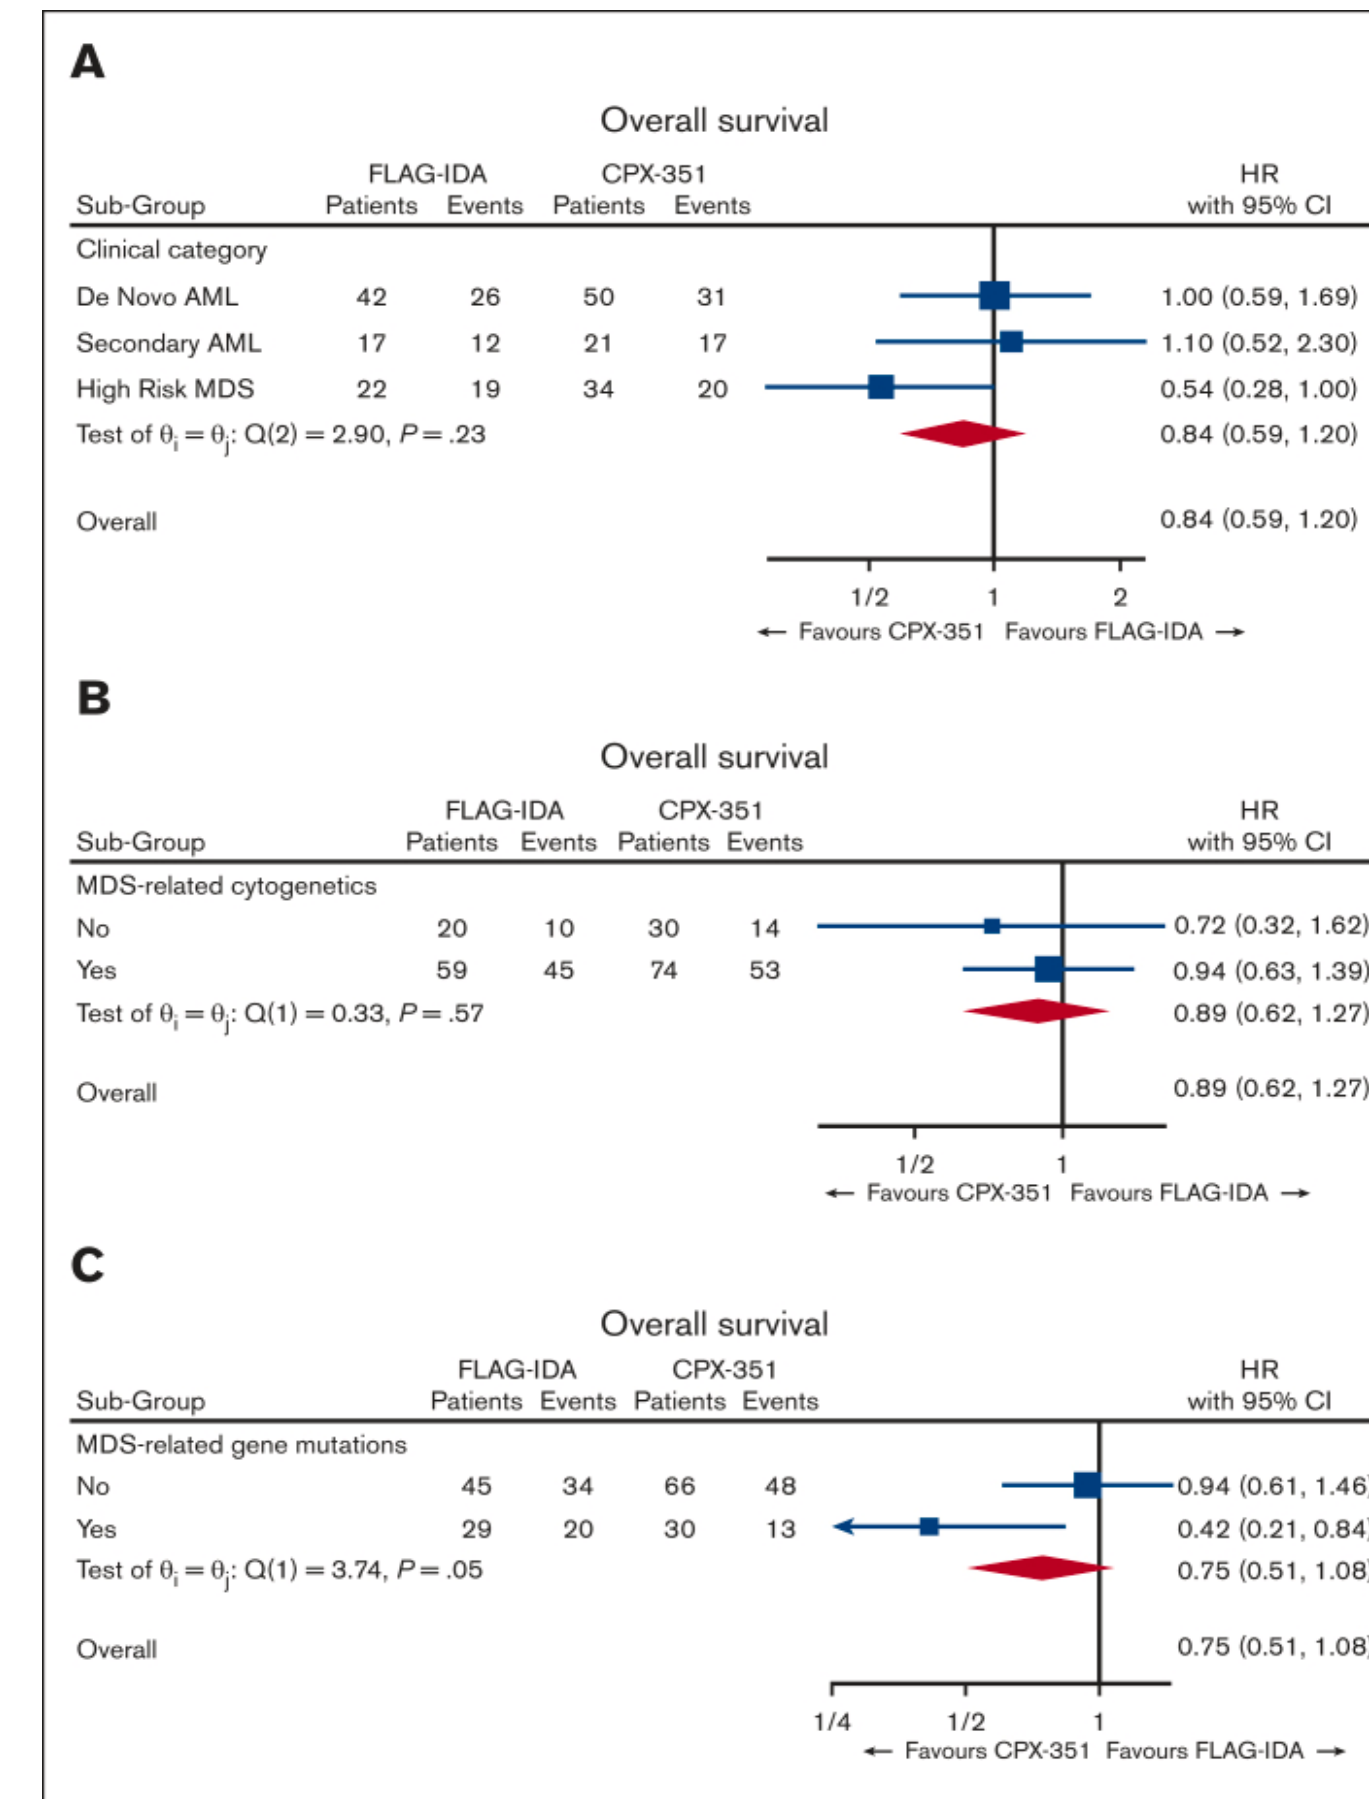 A
Overall survival
FLAG-IDA CPX-351 HR
Sub-Group Patients Events Patients Events with 95% CI
Clinical category
De Novo AML 42 26 50 31 1.00 (0.59, 1.69)
Secondary AML 17 12 21 17 1.10 (0.52, 2.30)
High Risk MDS 22 19 34 20 0.54 (0.28, 1.00)
Test of θi = θj: Q(2) = 2.90, P = .23 0.84 (0.59, 1.20)
Overall 0.84 (0.59, 1.20)
1/2 1 2
← Favours CPX-351 Favours FLAG-IDA →
B
Overall survival
FLAG-IDA CPX-351 HR
Sub-Group Patients Events Patients Events with 95% CI
MDS-related cytogenetics
No 20 10 30 14 0.72 (0.32, 1.62)
Yes 59 45 74 53 0.94 (0.63, 1.39)
Test of θi = θj: Q(1) = 0.33, P = .57 0.89 (0.62, 1.27)
Overall 0.89 (0.62, 1.27)
1/2 1
← Favours CPX-351 Favours FLAG-IDA →
C
Overall survival
FLAG-IDA CPX-351 HR
Sub-Group Patients Events Patients Events with 95% CI
MDS-related gene mutations
No 45 34 66 48 0.94 (0.61, 1.46)
Yes 29 20 30 13 0.42 (0.21, 0.84)
Test of θi = θj: Q(1) = 3.74, P = .05 0.75 (0.51, 1.08)
Overall 0.75 (0.51, 1.08)
1/4 1/2 1
← Favours CPX-351 Favours FLAG-IDA →